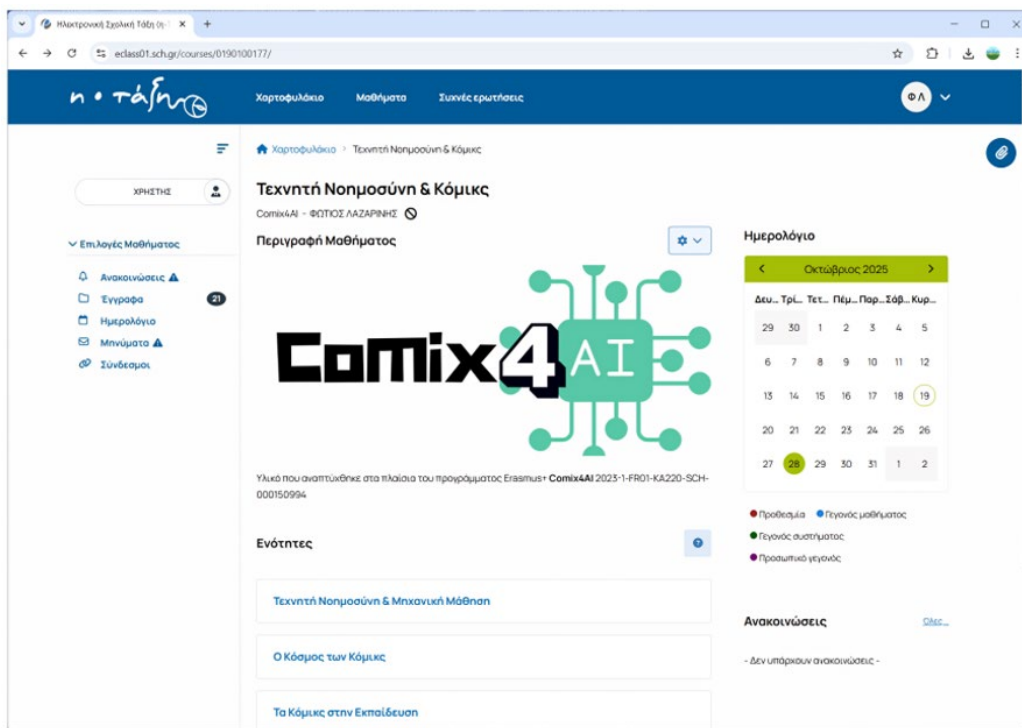 Ηλεκτρονική Σχολική Τάξη (η-Τ
eclass01.sch.gr/courses/0190100177/
η • τάξη
Χαρτοφυλάκιο Μαθήματα Συχνές ερωτήσεις
ΦΛ
Χαρτοφυλάκιο > Τεχνητή Νοημοσύνη & Κόμικς
ΧΡΗΣΤΗΣ
Επιλογές Μαθήματος
Ανακοινώσεις
Έγγραφα 21
Ημερολόγιο
Μηνύματα
Σύνδεσμοι
Τεχνητή Νοημοσύνη & Κόμικς
Comix4AI - ΦΩΤΙΟΣ ΛΑΖΑΡΙΝΗΣ
Περιγραφή Μαθήματος
Comix4 AI
Υλικό που αναπτύχθηκε στα πλαίσια του προγράμματος Erasmus+ Comix4AI 2023-1-FR01-KA220-SCH-
000150994
Ενότητες
Τεχνητή Νοημοσύνη & Μηχανική Μάθηση
Ο Κόσμος των Κόμικς
Τα Κόμικς στην Εκπαίδευση
Ημερολόγιο
< Οκτώβριος 2025 >
Δευ... Τρί... Τετ... Πέμ... Παρ... Σάβ... Κυρ...
29 30 1 2 3 4 5
6 7 8 9 10 11 12
13 14 15 16 17 18 19
20 21 22 23 24 25 26
27 28 29 30 31 1 2
Προθεσμία Γεγονός μαθήματος
Γεγονός συστήματος
Προσωπικό γεγονός
Ανακοινώσεις Όλες...
- Δεν υπάρχουν ανακοινώσεις -